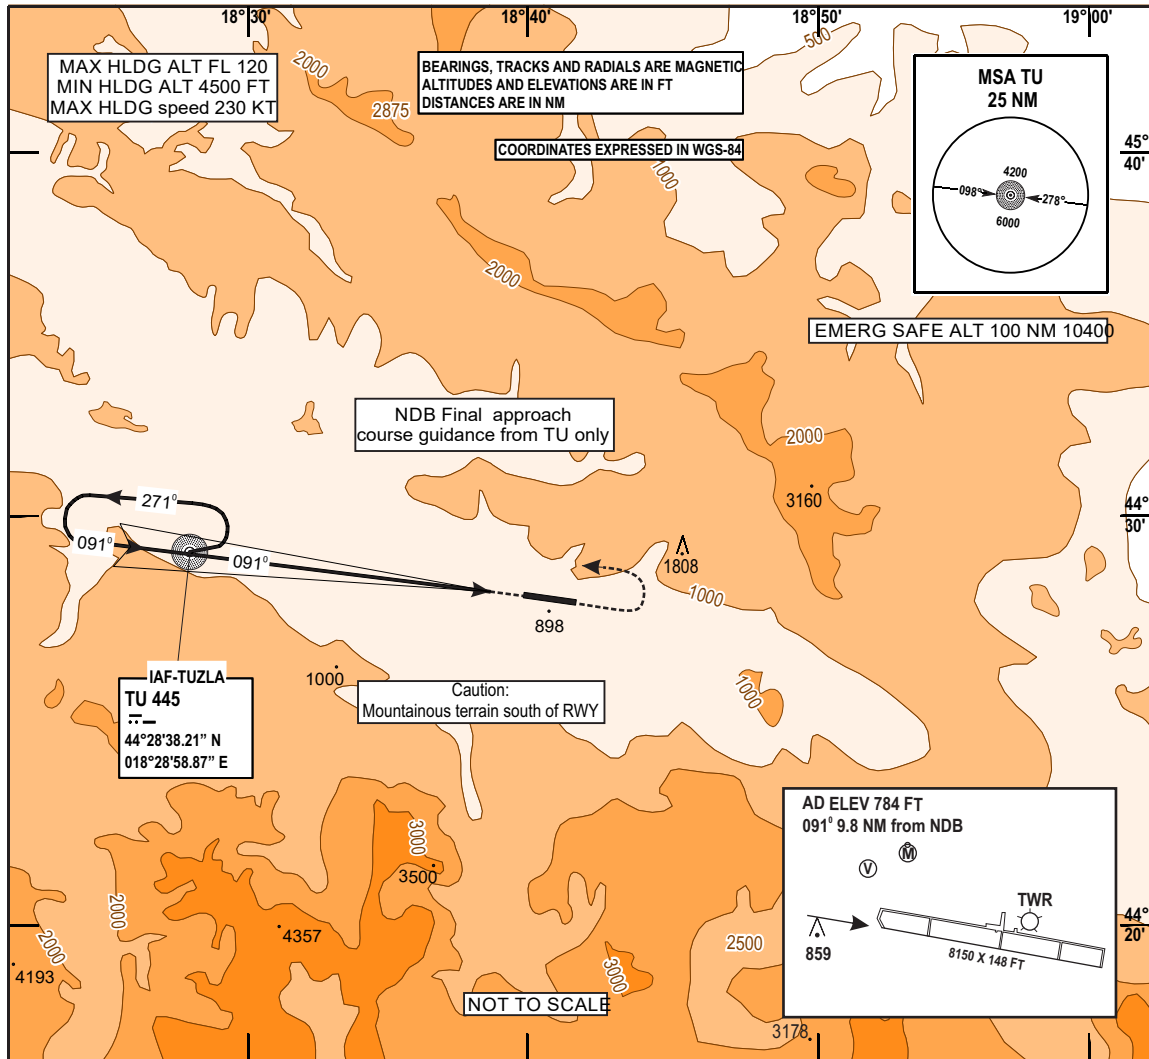 18°30'
18°40'
18°50'
19°00'
MAX HLDG ALT FL 120
MIN HLDG ALT 4500 FT
MAX HLDG speed 230 KT
2000
2875
BEARINGS, TRACKS AND RADIALS ARE MAGNETIC
ALTITUDES AND ELEVATIONS ARE IN FT
DISTANCES ARE IN NM
COORDINATES EXPRESSED IN WGS-84
500
1000
MSA TU
25 NM
4200
098°
278°
6000
45°
40'
2000
EMERG SAFE ALT 100 NM 10400
NDB Final approach
course guidance from TU only
2000
3160
44°
30'
271⁰
091⁰
091⁰
1808
1000
898
IAF-TUZLA
TU 445
44°28'38.21” N
018°28'58.87” E
1000
Caution:
Mountainous terrain south of RWY
1000
3000
3500
2000
2000
4357
4193
2500
3000
3178
NOT TO SCALE
AD ELEV 784 FT
091⁰ 9.8 NM from NDB
M
V
TWR
859
8150 X 148 FT
44°
20'